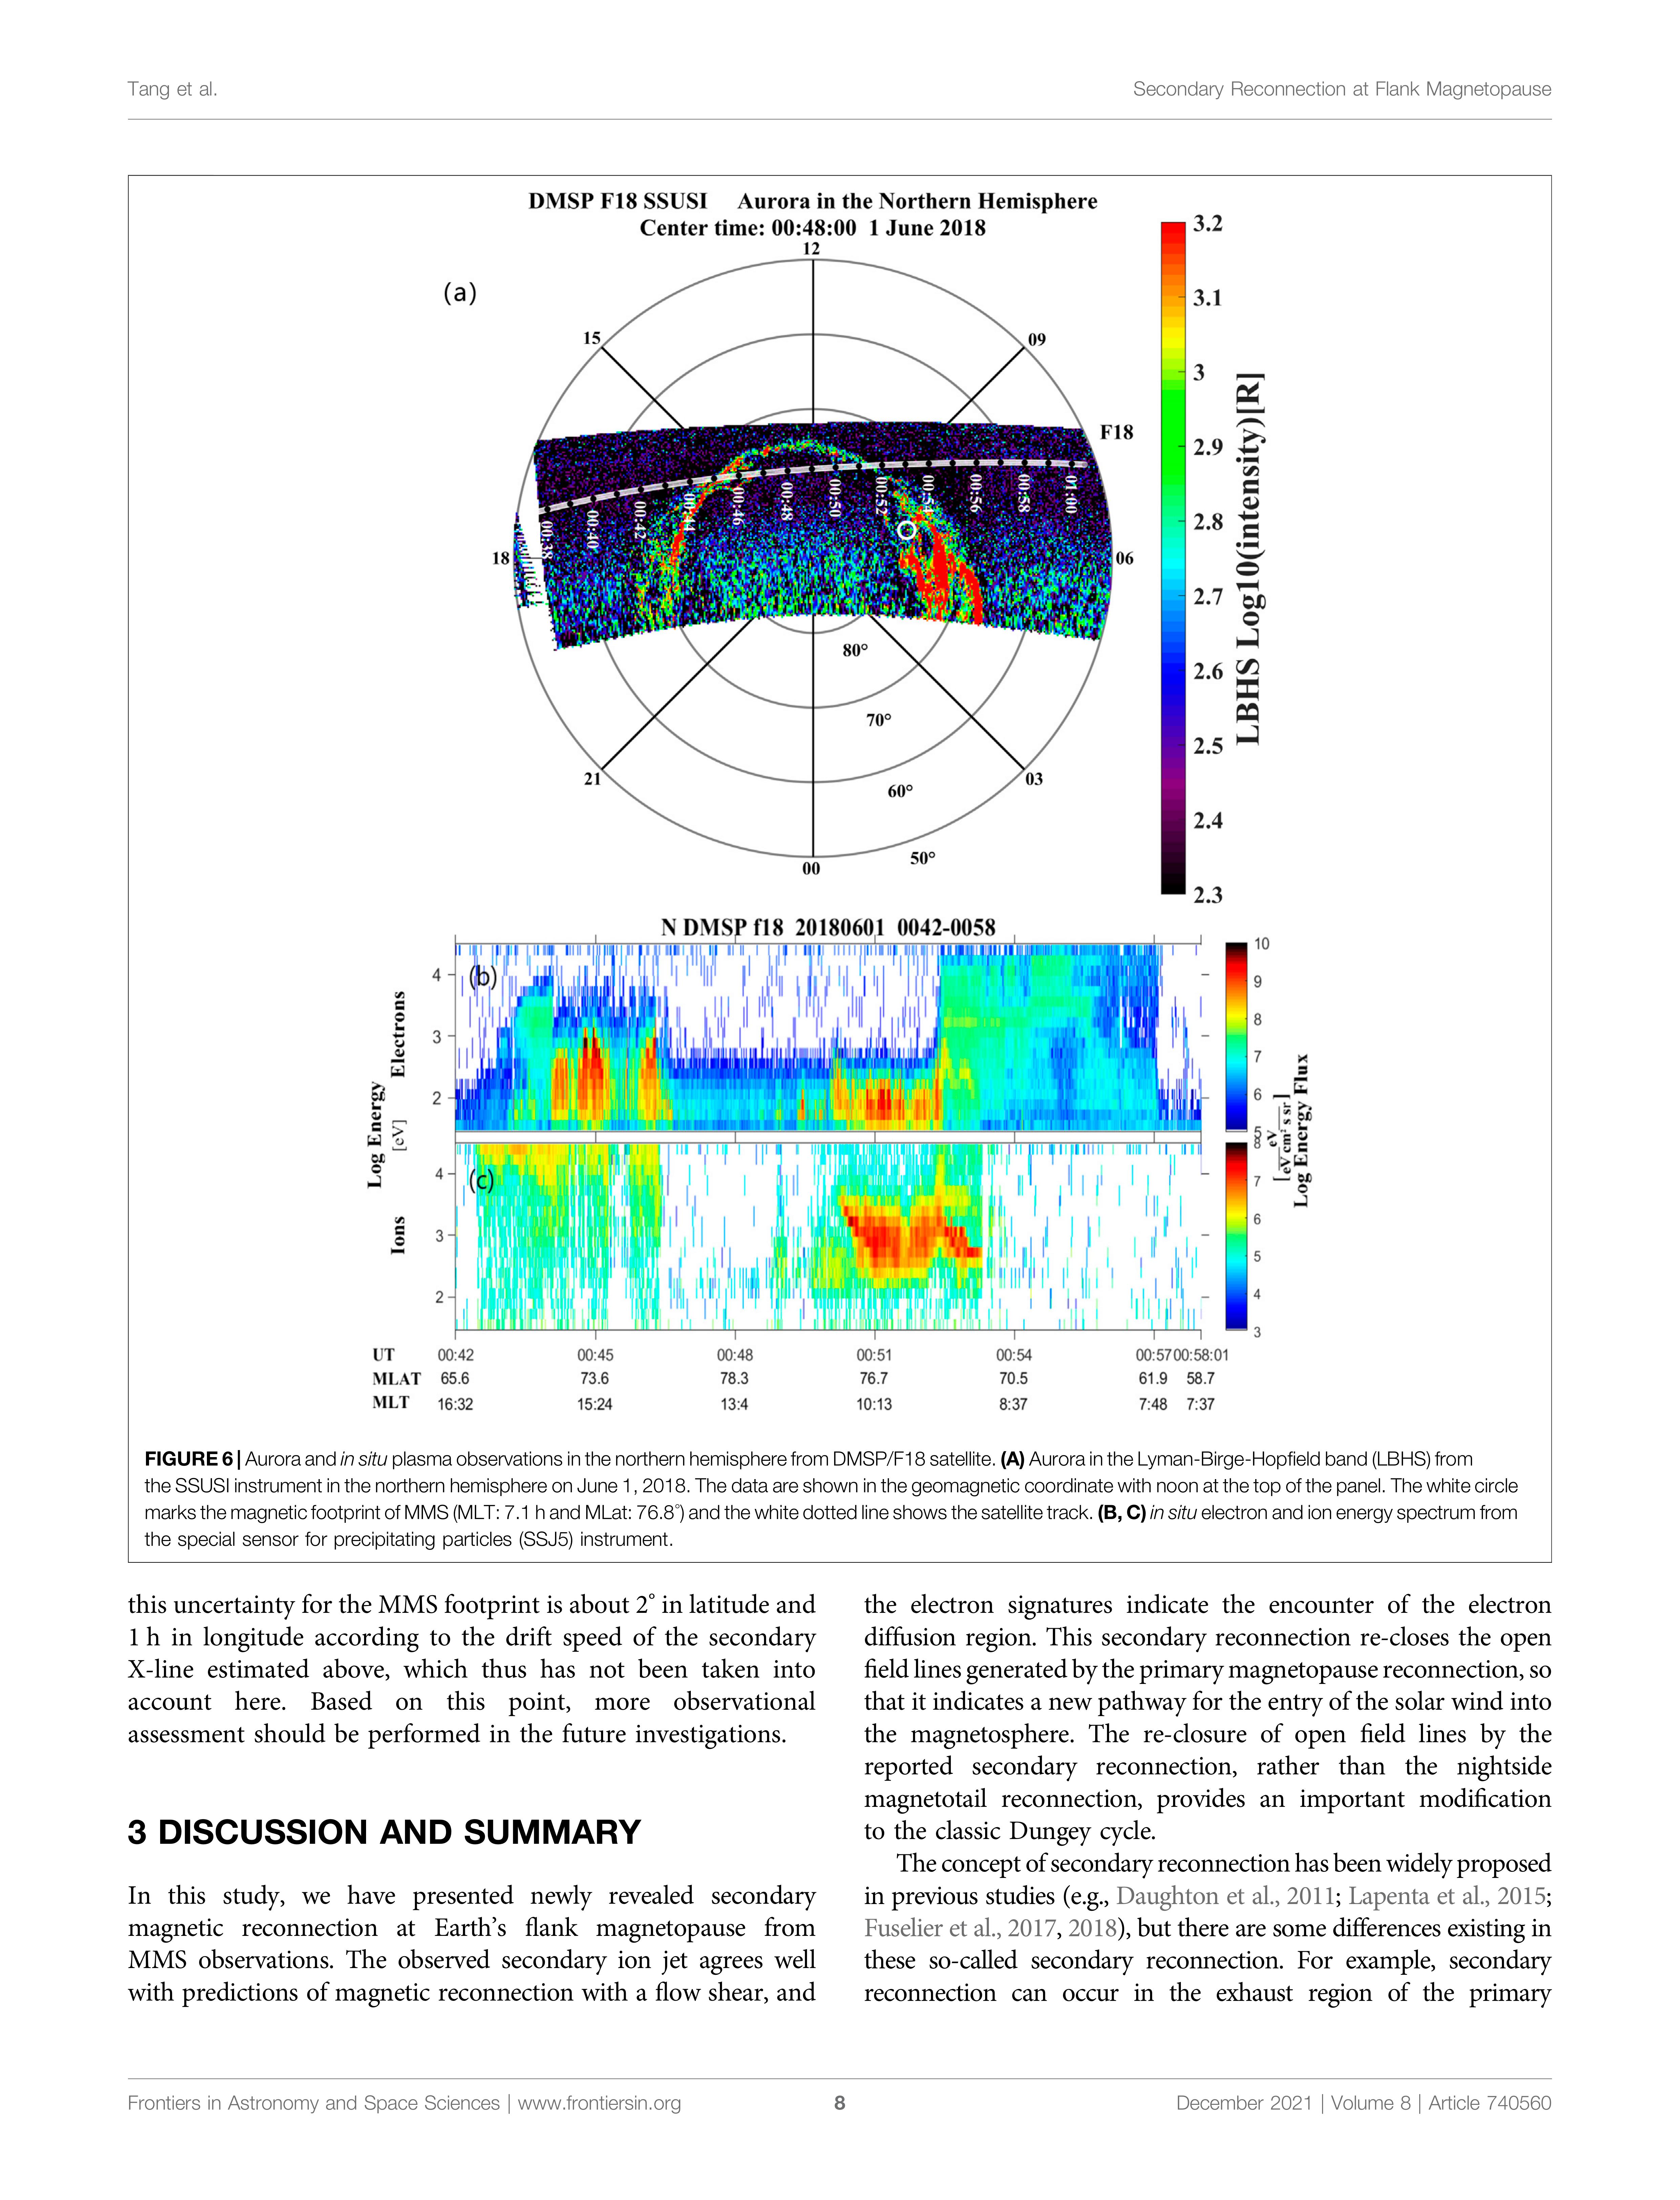 Tang et al.
Secondary Reconnection at Flank Magnetopause
DMSP F18 SSUSI Aurora in the Northern Hemisphere
Center time: 00:48:00 1 June 2018
(a)
12
15
09
F18
18
06
00:38
00:40
00:42
00:44
00:46
00:48
00:50
00:52
00:54
00:56
00:58
01:00
80°
70°
60°
50°
21
03
00
3.2
3.1
3
2.9
2.8
2.7
2.6
2.5
2.4
2.3
LBHS Log10(intensity)[R]
N DMSP f18 20180601 0042-0058
(b)
4
3
2
Electrons
Log Energy
[eV]
Ions
(c)
4
3
2
10
9
8
7
6
5
8
7
6
5
4
3
Log Energy Flux
[eV cm² s sr]
eV
UT 00:42 00:45 00:48 00:51 00:54 00:57 00:58:01
MLAT 65.6 73.6 78.3 76.7 70.5 61.9 58.7
MLT 16:32 15:24 13:4 10:13 8:37 7:48 7:37
FIGURE 6 | Aurora and in situ plasma observations in the northern hemisphere from DMSP/F18 satellite. (A) Aurora in the Lyman-Birge-Hopfield band (LBHS) from
the SSUSI instrument in the northern hemisphere on June 1, 2018. The data are shown in the geomagnetic coordinate with noon at the top of the panel. The white circle
marks the magnetic footprint of MMS (MLT: 7.1 h and MLat: 76.8°) and the white dotted line shows the satellite track. (B, C) in situ electron and ion energy spectrum from
the special sensor for precipitating particles (SSJ5) instrument.
this uncertainty for the MMS footprint is about 2° in latitude and
1 h in longitude according to the drift speed of the secondary
X-line estimated above, which thus has not been taken into
account here. Based on this point, more observational
assessment should be performed in the future investigations.
3 DISCUSSION AND SUMMARY
In this study, we have presented newly revealed secondary
magnetic reconnection at Earth's flank magnetopause from
MMS observations. The observed secondary ion jet agrees well
with predictions of magnetic reconnection with a flow shear, and
the electron signatures indicate the encounter of the electron
diffusion region. This secondary reconnection re-closes the open
field lines generated by the primary magnetopause reconnection, so
that it indicates a new pathway for the entry of the solar wind into
the magnetosphere. The re-closure of open field lines by the
reported secondary reconnection, rather than the nightside
magnetotail reconnection, provides an important modification
to the classic Dungey cycle.
The concept of secondary reconnection has been widely proposed
in previous studies (e.g., Daughton et al., 2011; Lapenta et al., 2015;
Fuselier et al., 2017, 2018), but there are some differences existing in
these so-called secondary reconnection. For example, secondary
reconnection can occur in the exhaust region of the primary
Frontiers in Astronomy and Space Sciences | www.frontiersin.org
8
December 2021 | Volume 8 | Article 740560